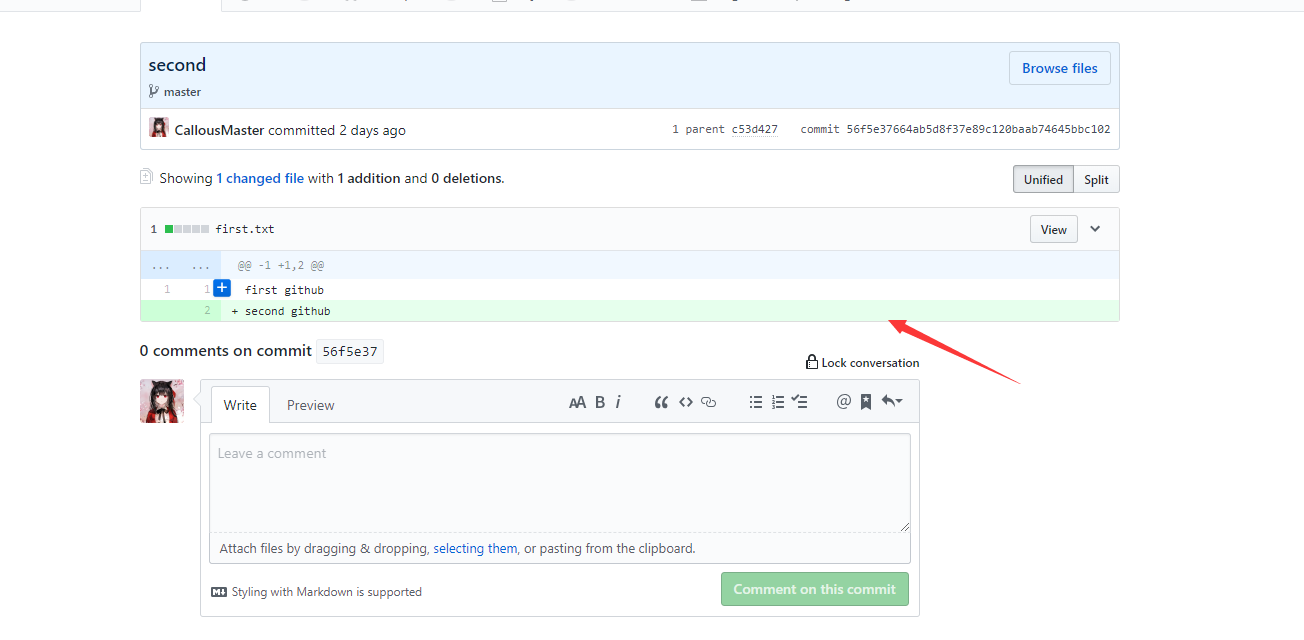 second
Browse files
master
CallousMaster committed 2 days ago
1 parent c53d427 commit 56f5e37664ab5d8f37e89c120baab74645bbc102
Showing 1 changed file with 1 addition and 0 deletions.
Unified Split
1 first.txt
View
... ... @@ -1 +1,2 @@
1 1 + first github
2 + second github
0 comments on commit 56f5e37
Lock conversation
Write Preview
AA B i
Leave a comment
Attach files by dragging & dropping, selecting them, or pasting from the clipboard.
Styling with Markdown is supported
Comment on this commit